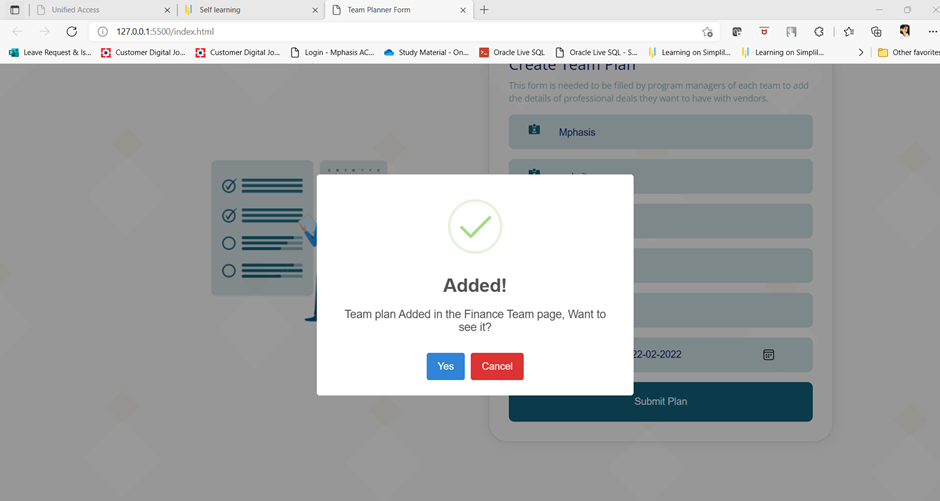 Unified Access
Self learning
Team Planner Form
127.0.0.1:5500/index.html
Leave Request & Is...
Customer Digital Jo...
Customer Digital Jo...
Login - Mphasis AC...
Study Material - On...
Oracle Live SQL
Oracle Live SQL - S...
Learning on Simplil...
Learning on Simplil...
Other favorites
Create Team Plan
This form is needed to be filled by program managers of each team to add
the details of professional deals they want to have with vendors.
Mphasis
Added!
Team plan Added in the Finance Team page, Want to
see it?
Yes
Cancel
22-02-2022
Submit Plan